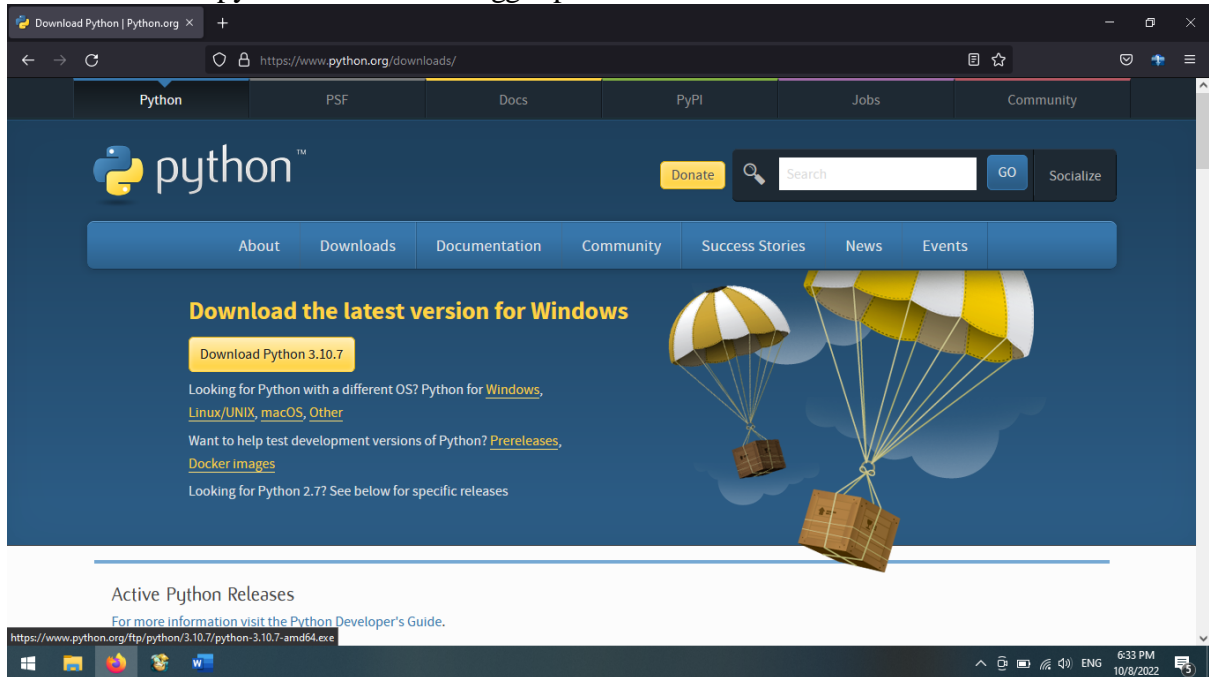 Download Python | Python.org
https://www.python.org/downloads/
Python PSF Docs PyPI Jobs Community
python™
Donate Search GO Socialize
About Downloads Documentation Community Success Stories News Events
Download the latest version for Windows
Download Python 3.10.7
Looking for Python with a different OS? Python for Windows,
Linux/UNIX, macOS, Other
Want to help test development versions of Python? Prereleases,
Docker images
Looking for Python 2.7? See below for specific releases
Active Python Releases
For more information visit the Python Developer's Guide.
https://www.python.org/ftp/python/3.10.7/python-3.10.7-amd64.exe
ENG 6:33 PM
10/8/2022 5